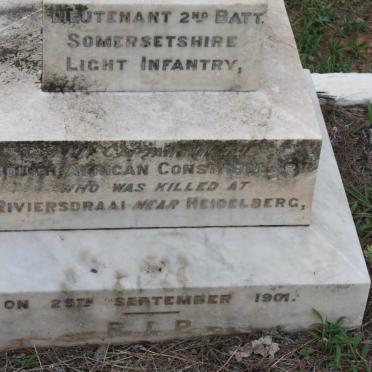 LIEUTENANT 2ND BATT.
SOMERSETSHIRE
LIGHT INFANTRY,
SOUTH AFRICAN CONSTABULARY
WHO WAS KILLED AT
RIVIERSDRAAI NEAR HEIDELBERG,
ON 25TH SEPTEMBER 1901.
R.I.P.